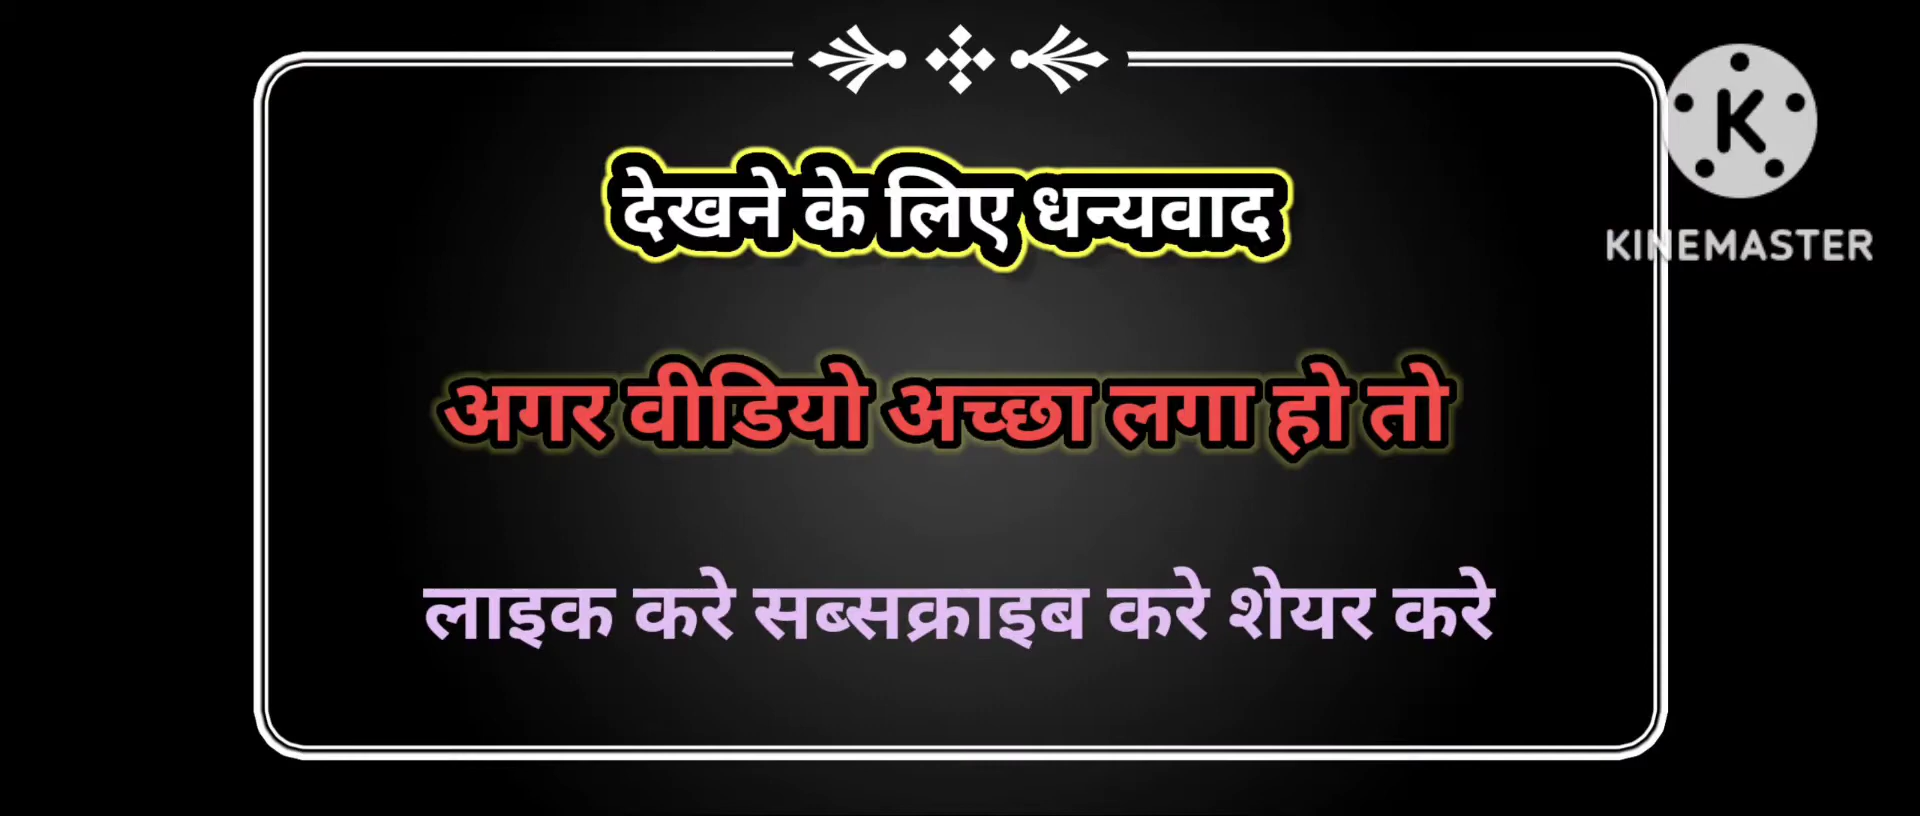 देखने के लिए धन्यवाद
अगर वीडियो अच्छा लगा हो तो
लाइक करे सब्सक्राइब करे शेयर करे
K
KINEMASTER